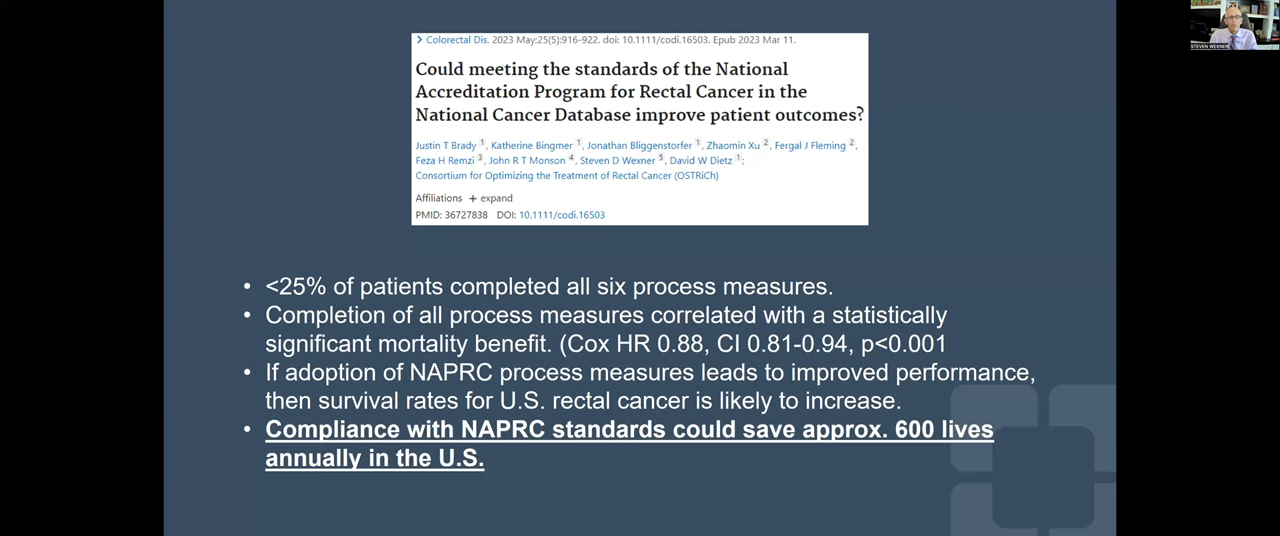 > Colorectal Dis. 2023 May;25(5):916-922. doi: 10.1111/codi.16503. Epub 2023 Mar 11.
Could meeting the standards of the National
Accreditation Program for Rectal Cancer in the
National Cancer Database improve patient outcomes?
Justin T Brady 1, Katherine Bingmer 1, Jonathan Bliggenstorfer 1, Zhaomin Xu 2, Fergal J Fleming 2,
Feza H Remzi 3, John R T Monson 4, Steven D Wexner 5, David W Dietz 1;
Consortium for Optimizing the Treatment of Rectal Cancer (OSTRiCh)
Affiliations + expand
PMID: 36727838 DOI: 10.1111/codi.16503
• <25% of patients completed all six process measures.
• Completion of all process measures correlated with a statistically
significant mortality benefit. (Cox HR 0.88, CI 0.81-0.94, p<0.001
• If adoption of NAPRC process measures leads to improved performance,
then survival rates for U.S. rectal cancer is likely to increase.
• Compliance with NAPRC standards could save approx. 600 lives
annually in the U.S.
STEVEN WEXNER